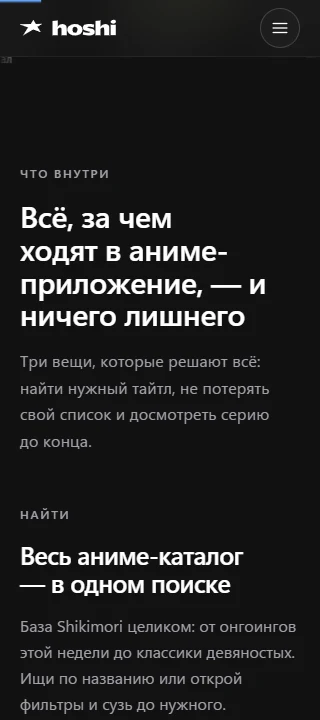 hoshi
ЧТО ВНУТРИ
Всё, за чем
ходят в аниме-
приложение, — и
ничего лишнего
Три вещи, которые решают всё:
найти нужный тайтл, не потерять
свой список и досмотреть серию
до конца.
НАЙТИ
Весь аниме-каталог
— в одном поиске
База Shikimori целиком: от онгоингов
этой недели до классики девяностых.
Ищи по названию или открой
фильтры и сузь до нужного.